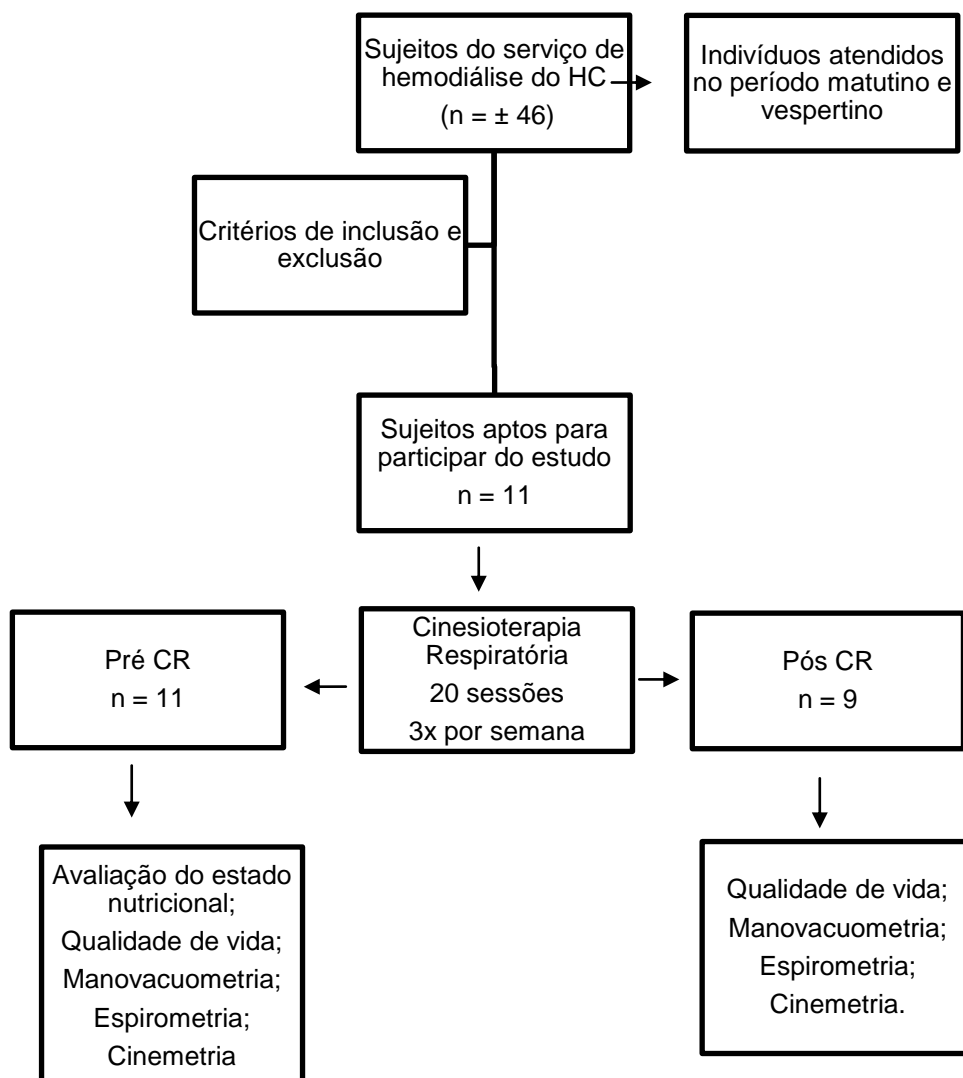 Sujeitos do serviço de
hemodiálise do HC
(n = ± 46)
Indivíduos atendidos
no período matutino e
vespertino
Critérios de inclusão e
exclusão
Sujeitos aptos para
participar do estudo
n = 11
Pré CR
n = 11
Cinesioterapia
Respiratória
20 sessões
3x por semana
Pós CR
n = 9
Avaliação do estado
nutricional;
Qualidade de vida;
Manovacuometria;
Espirometria;
Cinemetria
Qualidade de vida;
Manovacuometria;
Espirometria;
Cinemetria.